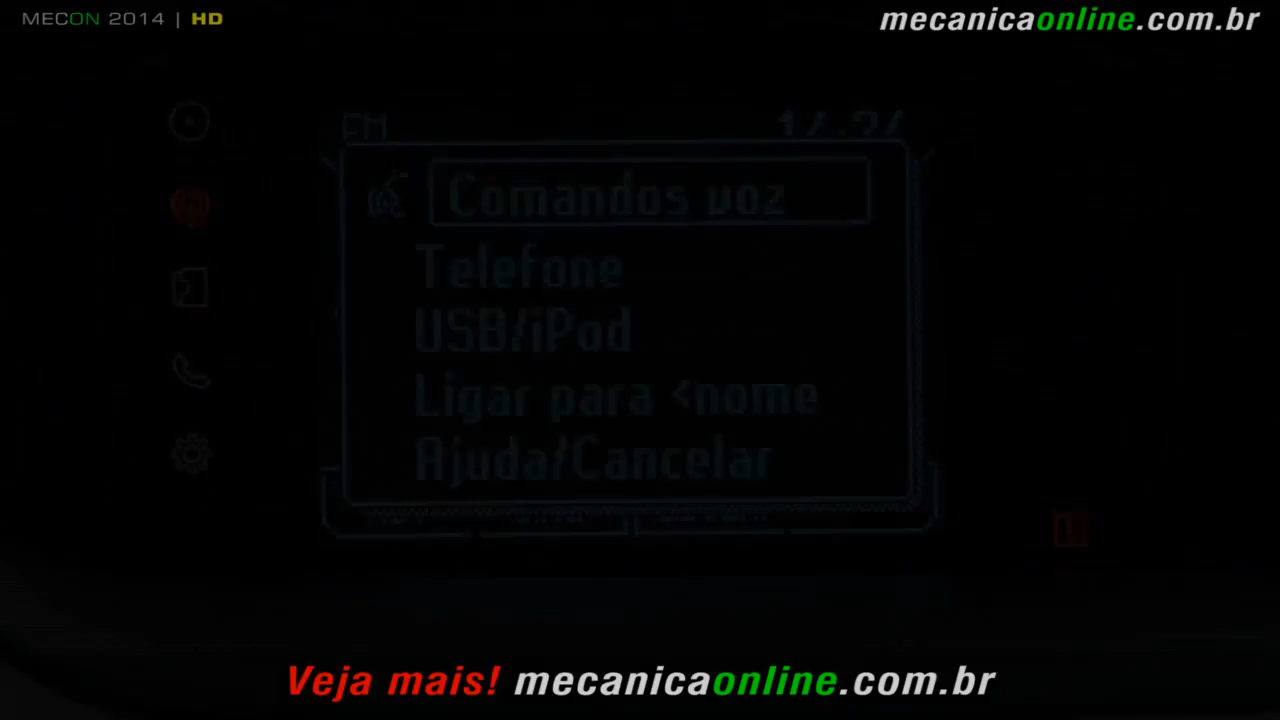 MECON 2014 | HD
mecanicaonline.com.br
FM
Comandos voz
Telefone
USB/iPod
Ligar para <nome
Ajuda/Cancelar
Veja mais! mecanicaonline.com.br